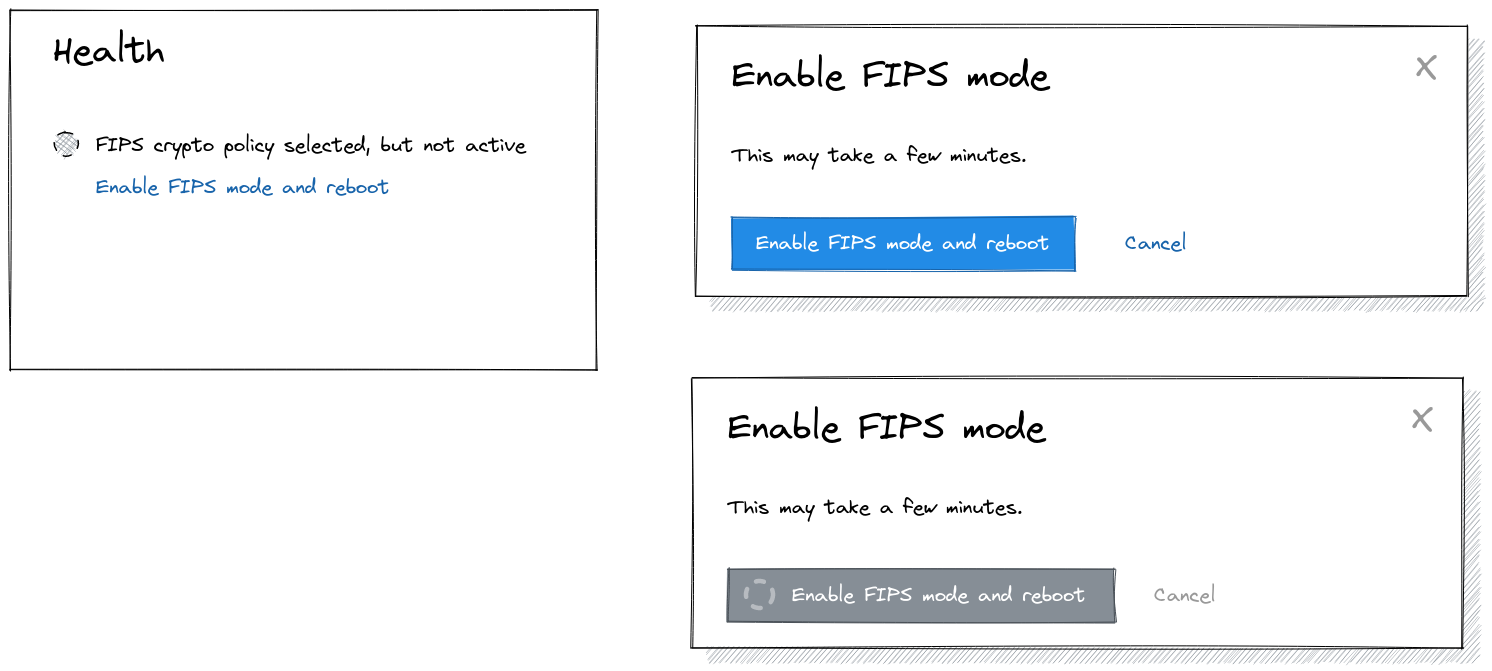 Health
FIPS crypto policy selected, but not active
Enable FIPS mode and reboot
Enable FIPS mode
This may take a few minutes.
Enable FIPS mode and reboot
Cancel
Enable FIPS mode
This may take a few minutes.
Enable FIPS mode and reboot
Cancel